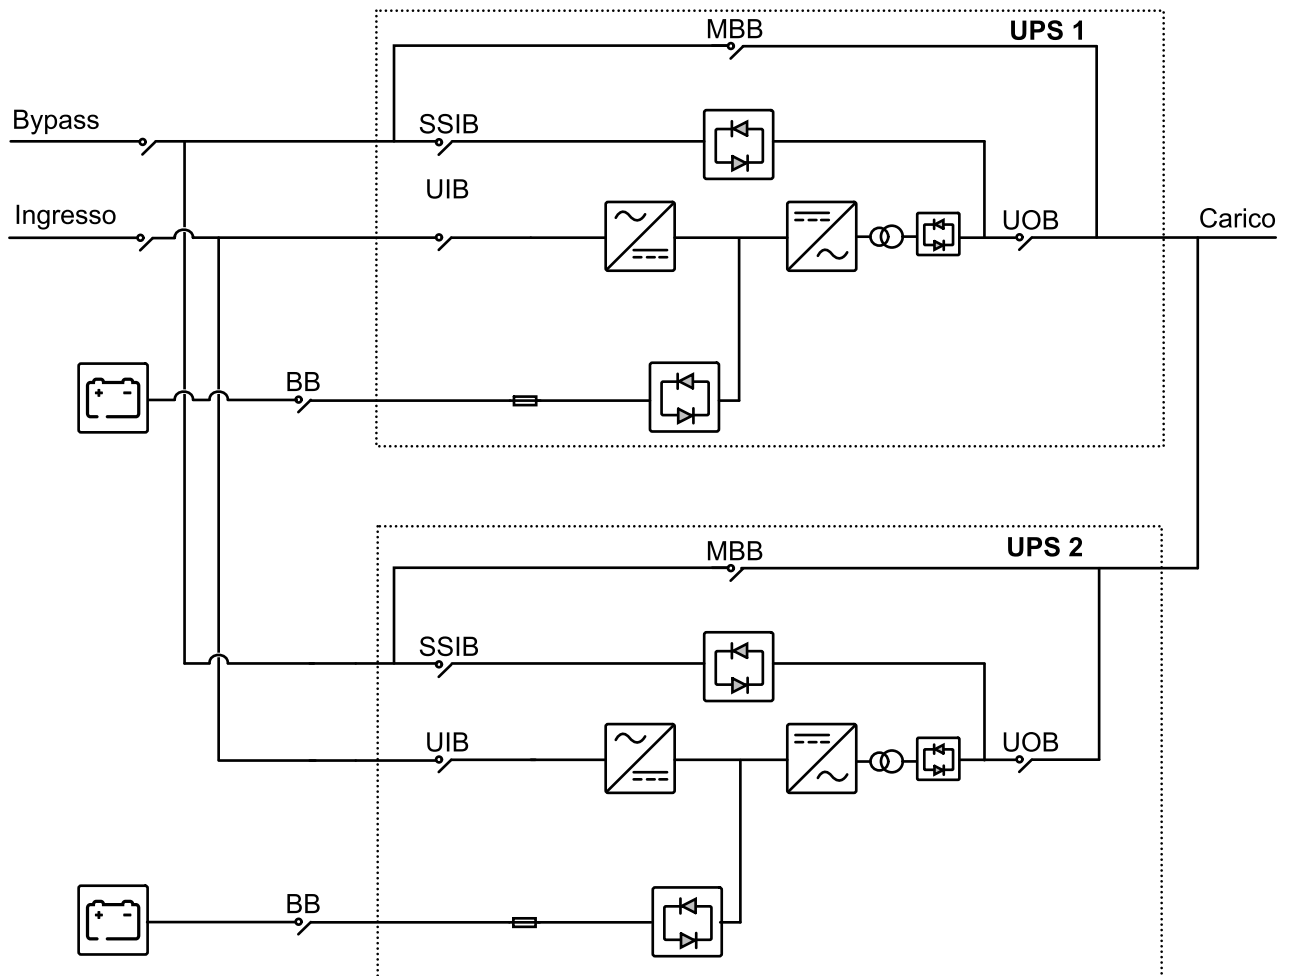 MBB
UPS 1
Bypass
SSIB
UIB
Ingresso
UOB
Carico
+ -
BB
MBB
UPS 2
SSIB
UIB
UOB
+ -
BB